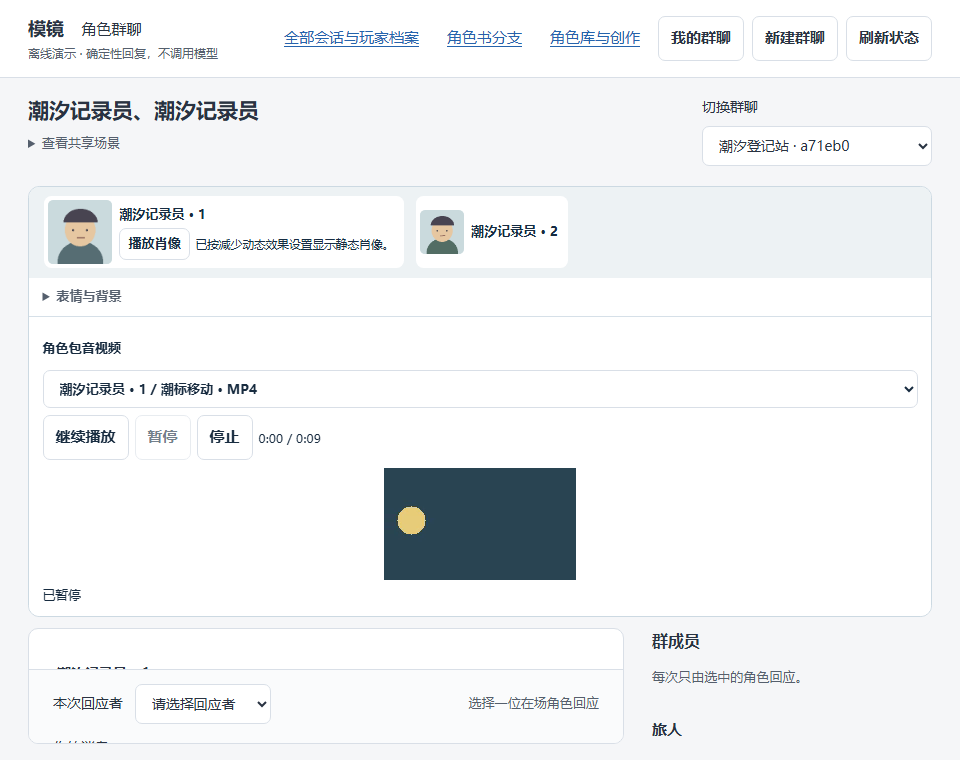 模镜 角色群聊
离线演示 · 确定性回复，不调用模型
全部会话与玩家档案
角色书分支
角色库与创作
我的群聊
新建群聊
刷新状态
潮汐记录员、潮汐记录员
查看共享场景
切换群聊
潮汐登记站 · a71eb0
潮汐记录员 • 1
播放肖像
已按减少动态效果设置显示静态肖像。
潮汐记录员 • 2
表情与背景
角色包音视频
潮汐记录员 • 1 / 潮标移动 • MP4
继续播放
暂停
停止
0:00 / 0:09
已暂停
本次回应者
请选择回应者
选择一位在场角色回应
群成员
每次只由选中的角色回应。
旅人